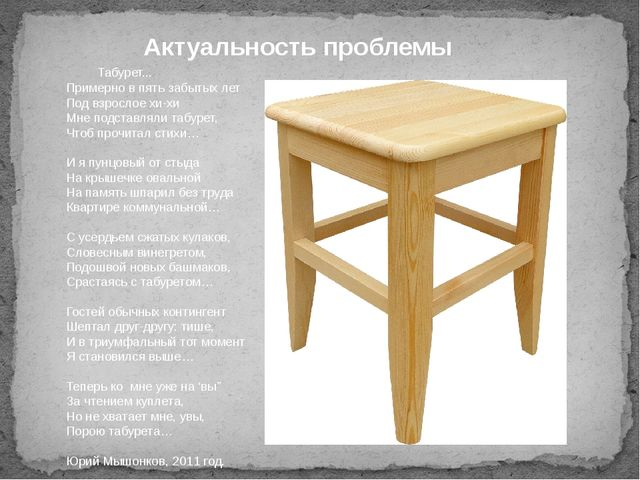 Актуальность проблемы
Табурет...
Примерно в пять забытых лет
Под взрослое хи-хи
Мне подставляли табурет,
Чтоб прочитал стихи…
И я пунцовый от стыда
На крышечке овальной
На память шпарил без труда
Квартире коммунальной…
С усердьем сжатых кулаков,
Словесным винегретом,
Подошвой новых башмаков,
Срастаясь с табуретом…
Гостей обычных контингент
Шептал друг-другу: тише,
И в триумфальный тот момент
Я становился выше…
Теперь ко мне уже на 'вы"
За чтением куплета,
Но не хватает мне, увы,
Порою табурета…
Юрий Мышонков, 2011 год.